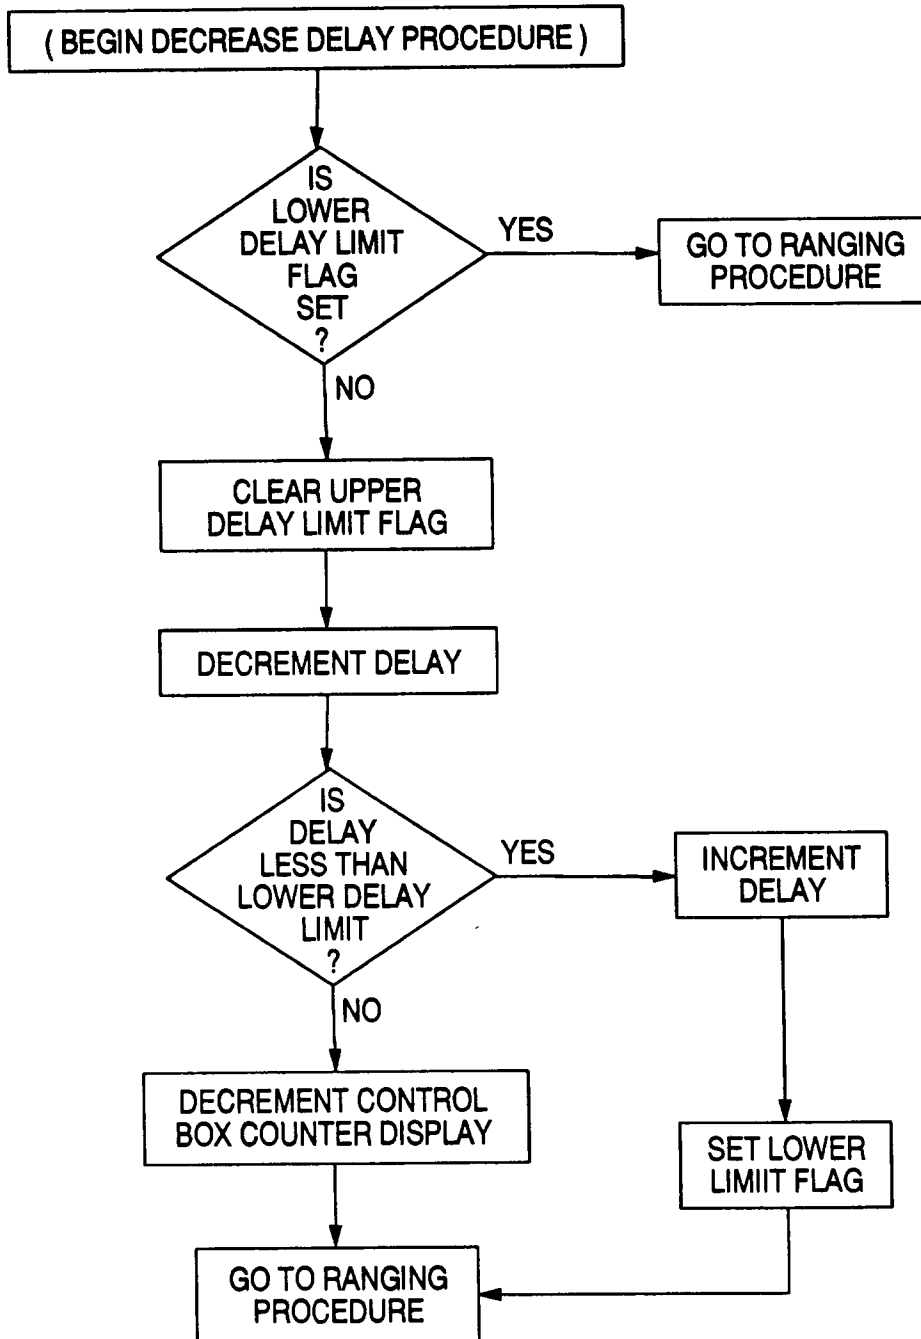 ( BEGIN DECREASE DELAY PROCEDURE )
IS
LOWER
DELAY LIMIT
FLAG
SET
?
YES
GO TO RANGING
PROCEDURE
NO
CLEAR UPPER
DELAY LIMIT FLAG
DECREMENT DELAY
IS
DELAY
LESS THAN
LOWER DELAY
LIMIT
?
YES
INCREMENT
DELAY
NO
DECREMENT CONTROL
BOX COUNTER DISPLAY
SET LOWER
LIMIIT FLAG
GO TO RANGING
PROCEDURE